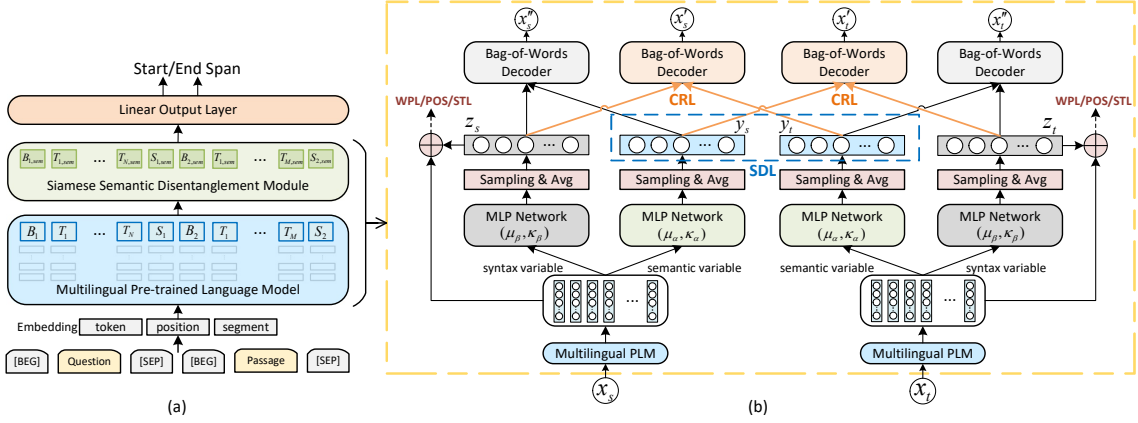 Start/End Span
Linear Output Layer
B1,sem T1,sem ... TN,sem S1,sem B2,sem T1,sem ... TM,sem S2,sem
Siamese Semantic Disentanglement Module
B1 T1 ... TN S1 B2 T1 ... TM S2
Multilingual Pre-trained Language Model
Embedding token position segment
[BEG] Question [SEP] [BEG] Passage [SEP]
(a)
x″s x′s x′t x″t
Bag-of-Words Decoder
Bag-of-Words Decoder
Bag-of-Words Decoder
Bag-of-Words Decoder
WPL/POS/STL CRL CRL WPL/POS/STL
zs ys yt zt
... ... ... ...
SDL
Sampling & Avg Sampling & Avg Sampling & Avg Sampling & Avg
MLP Network MLP Network MLP Network MLP Network
(μβ,κβ) (μα,κα) (μα,κα) (μβ,κβ)
syntax variable semantic variable semantic variable syntax variable
... ...
Multilingual PLM Multilingual PLM
xs xt
(b)